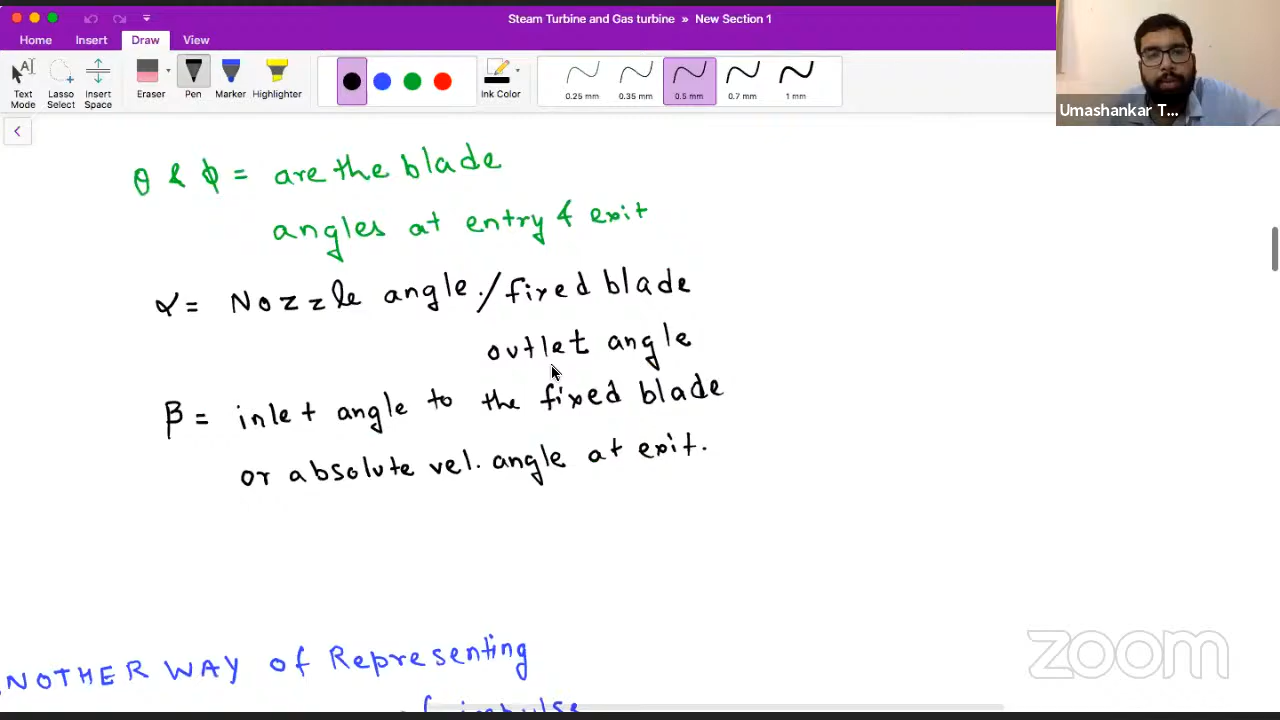 Steam Turbine and Gas turbine » New Section 1
Home Insert Draw View
Text Mode
Lasso Select
Insert Space
Eraser
Pen
Marker
Highlighter
Ink Color
0.25 mm
0.35 mm
0.5 mm
0.7 mm
1 mm
Umashankar T...
θ & ϕ = are the blade
angles at entry & exit
α = Nozzle angle./fixed blade
outlet angle
β = inlet angle to the fixed blade
or absolute vel. angle at exit.
NOTHER WAY of Representing
of impulse
zoom